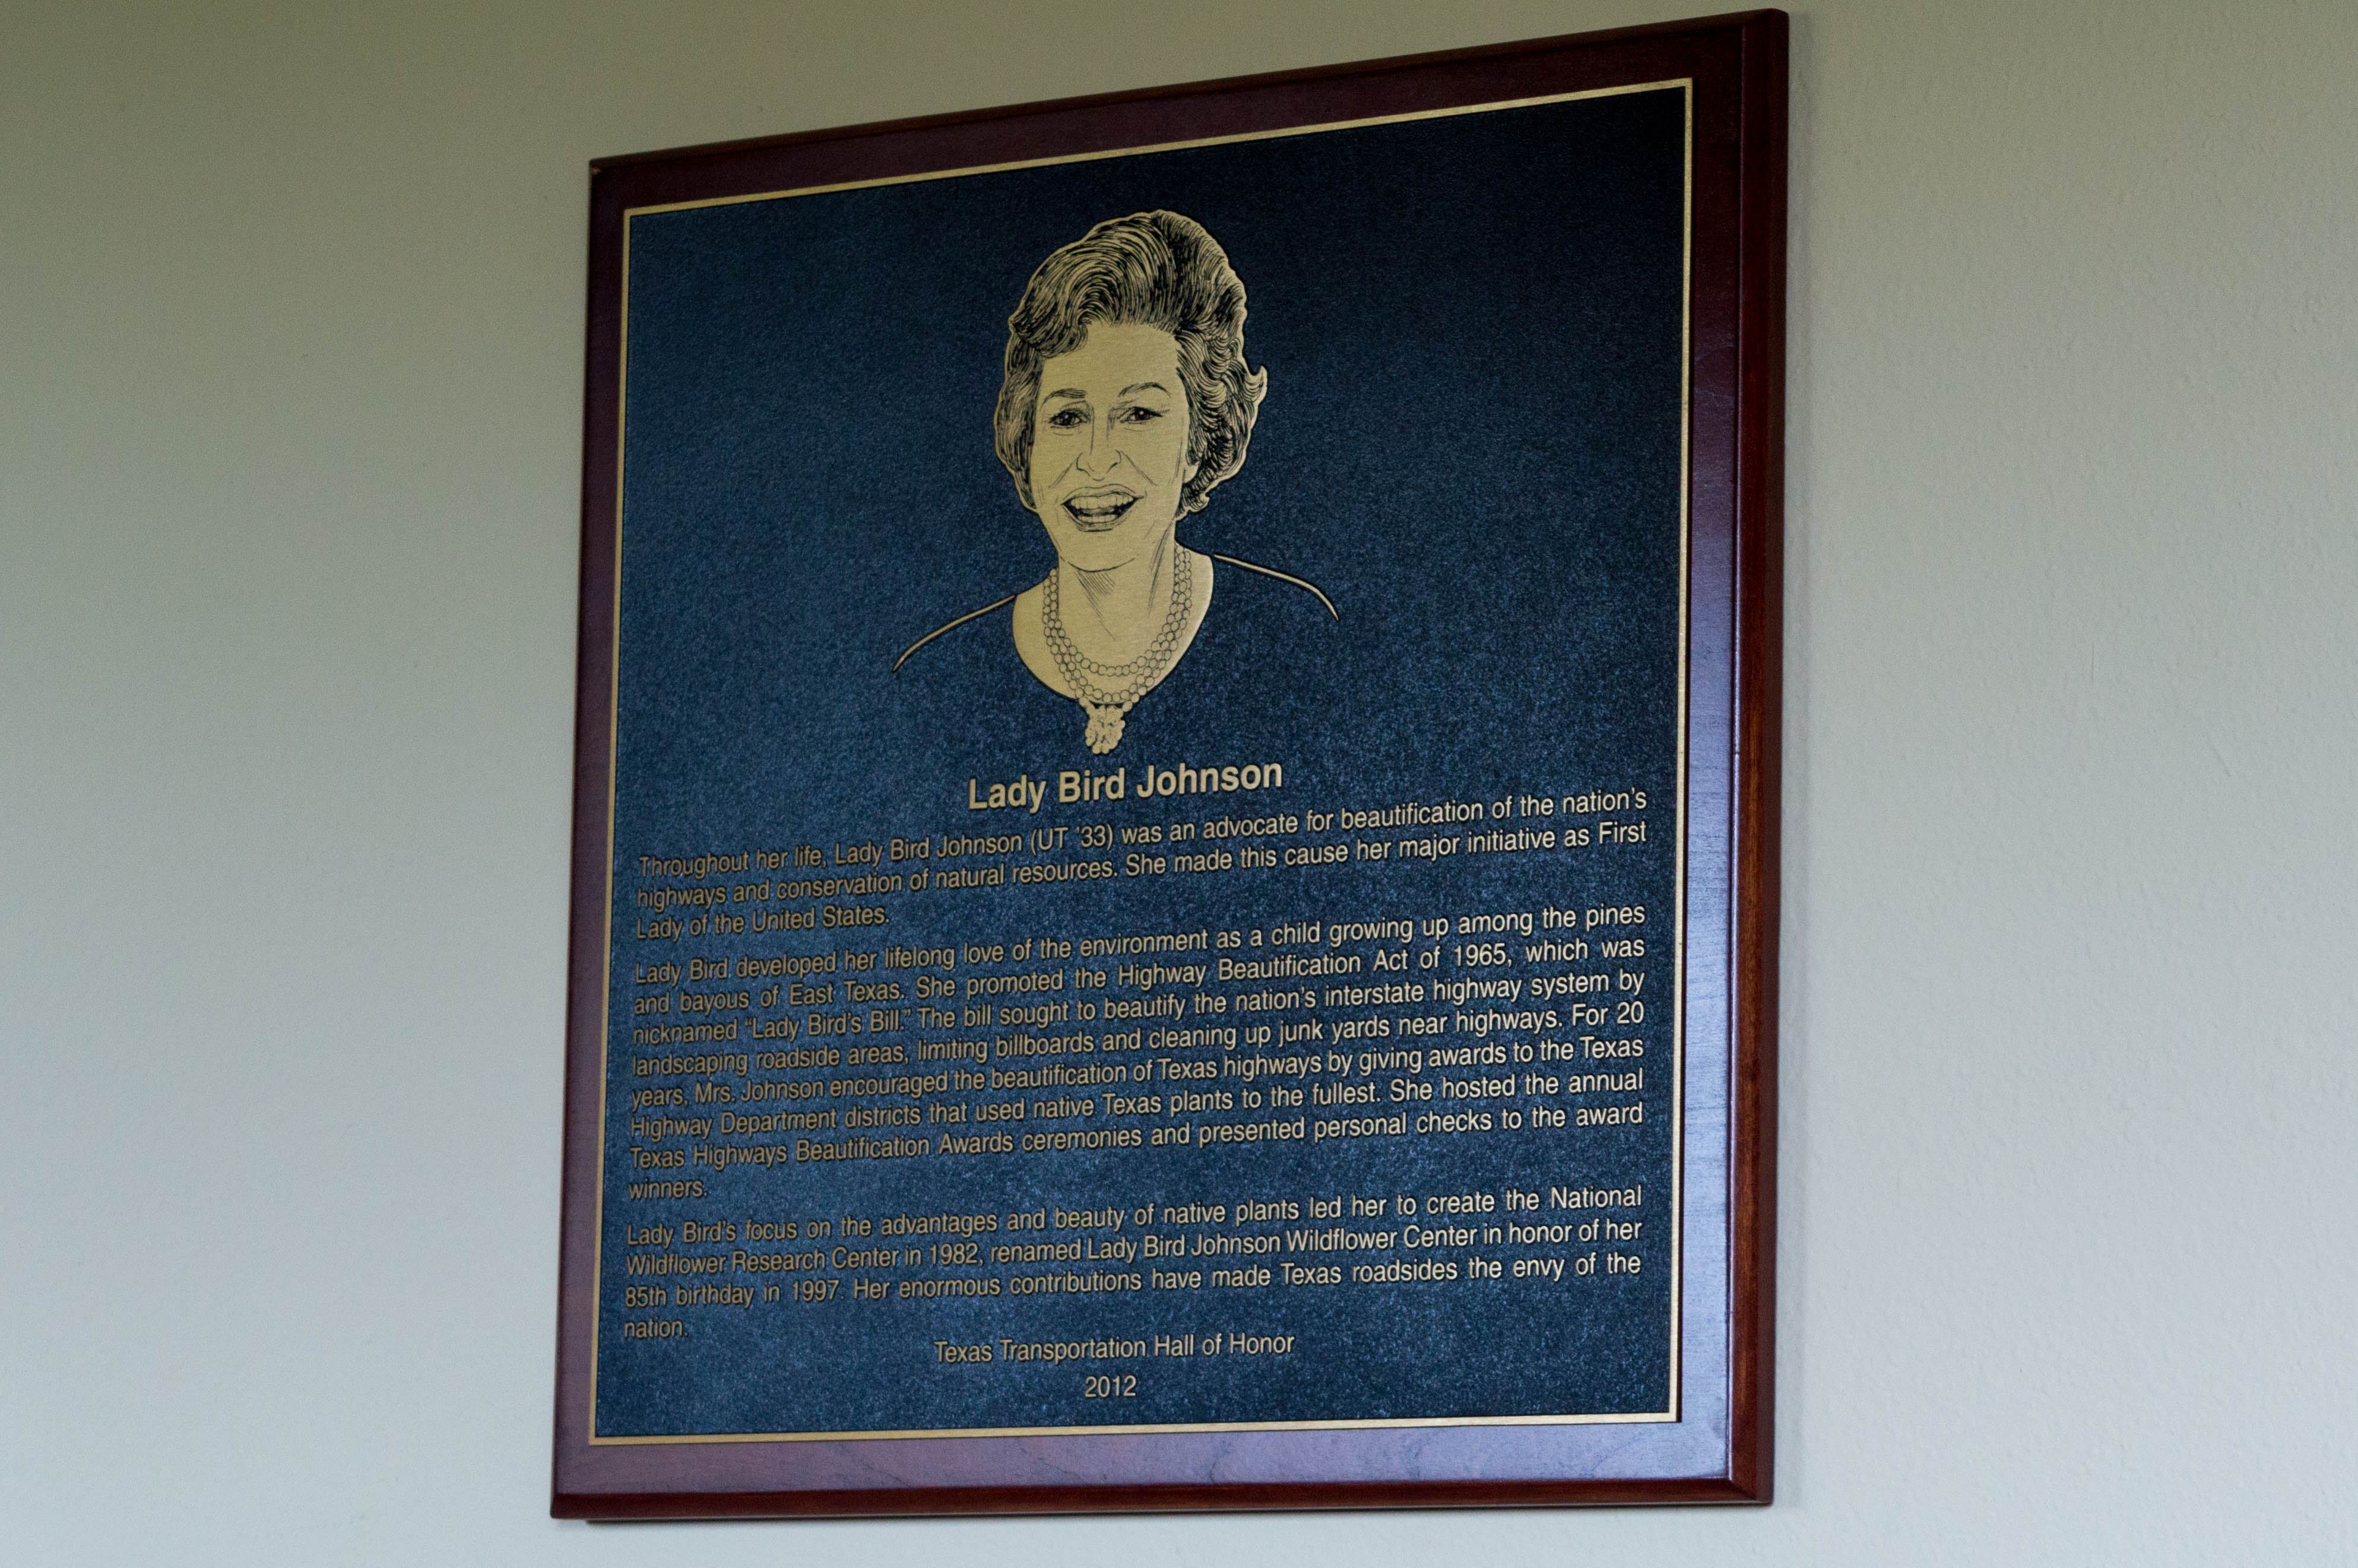 Lady Bird Johnson
Throughout her life, Lady Bird Johnson (UT '33) was an advocate for beautification of the nation's
highways and conservation of natural resources. She made this cause her major initiative as First
Lady of the United States.
Lady Bird developed her lifelong love of the environment as a child growing up among the pines
and bayous of East Texas. She promoted the Highway Beautification Act of 1965, which was
nicknamed “Lady Bird's Bill.” The bill sought to beautify the nation's interstate highway system by
landscaping roadside areas, limiting billboards and cleaning up junk yards near highways. For 20
years, Mrs. Johnson encouraged the beautification of Texas highways by giving awards to the Texas
Highway Department districts that used native Texas plants to the fullest. She hosted the annual
Texas Highways Beautification Awards ceremonies and presented personal checks to the award
winners.
Lady Bird's focus on the advantages and beauty of native plants led her to create the National
Wildflower Research Center in 1982, renamed Lady Bird Johnson Wildflower Center in honor of her
85th birthday in 1997. Her enormous contributions have made Texas roadsides the envy of the
nation.
Texas Transportation Hall of Honor
2012